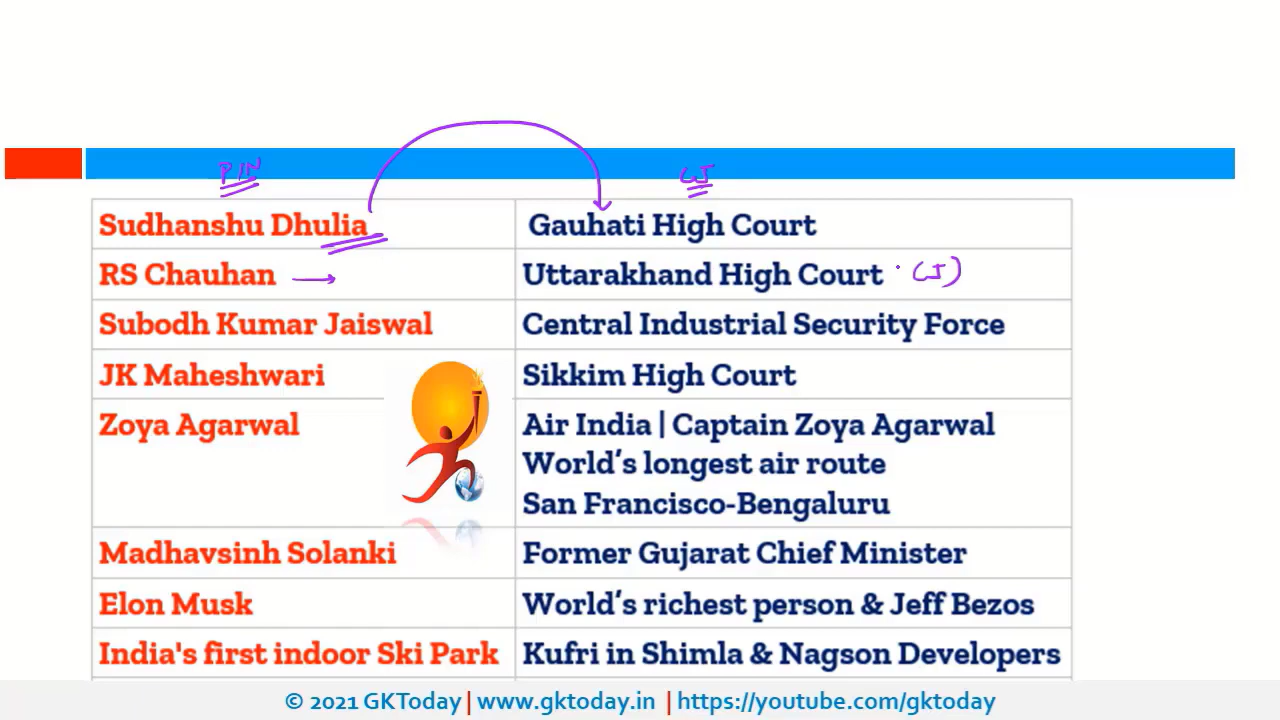 PIN CJ
Sudhanshu Dhulia Gauhati High Court
RS Chauhan → Uttarakhand High Court (CJ)
Subodh Kumar Jaiswal Central Industrial Security Force
JK Maheshwari Sikkim High Court
Zoya Agarwal Air India | Captain Zoya Agarwal
World's longest air route
San Francisco-Bengaluru
Madhavsinh Solanki Former Gujarat Chief Minister
Elon Musk World's richest person & Jeff Bezos
India's first indoor Ski Park Kufri in Shimla & Nagson Developers
© 2021 GKToday | www.gktoday.in | https://youtube.com/gktoday